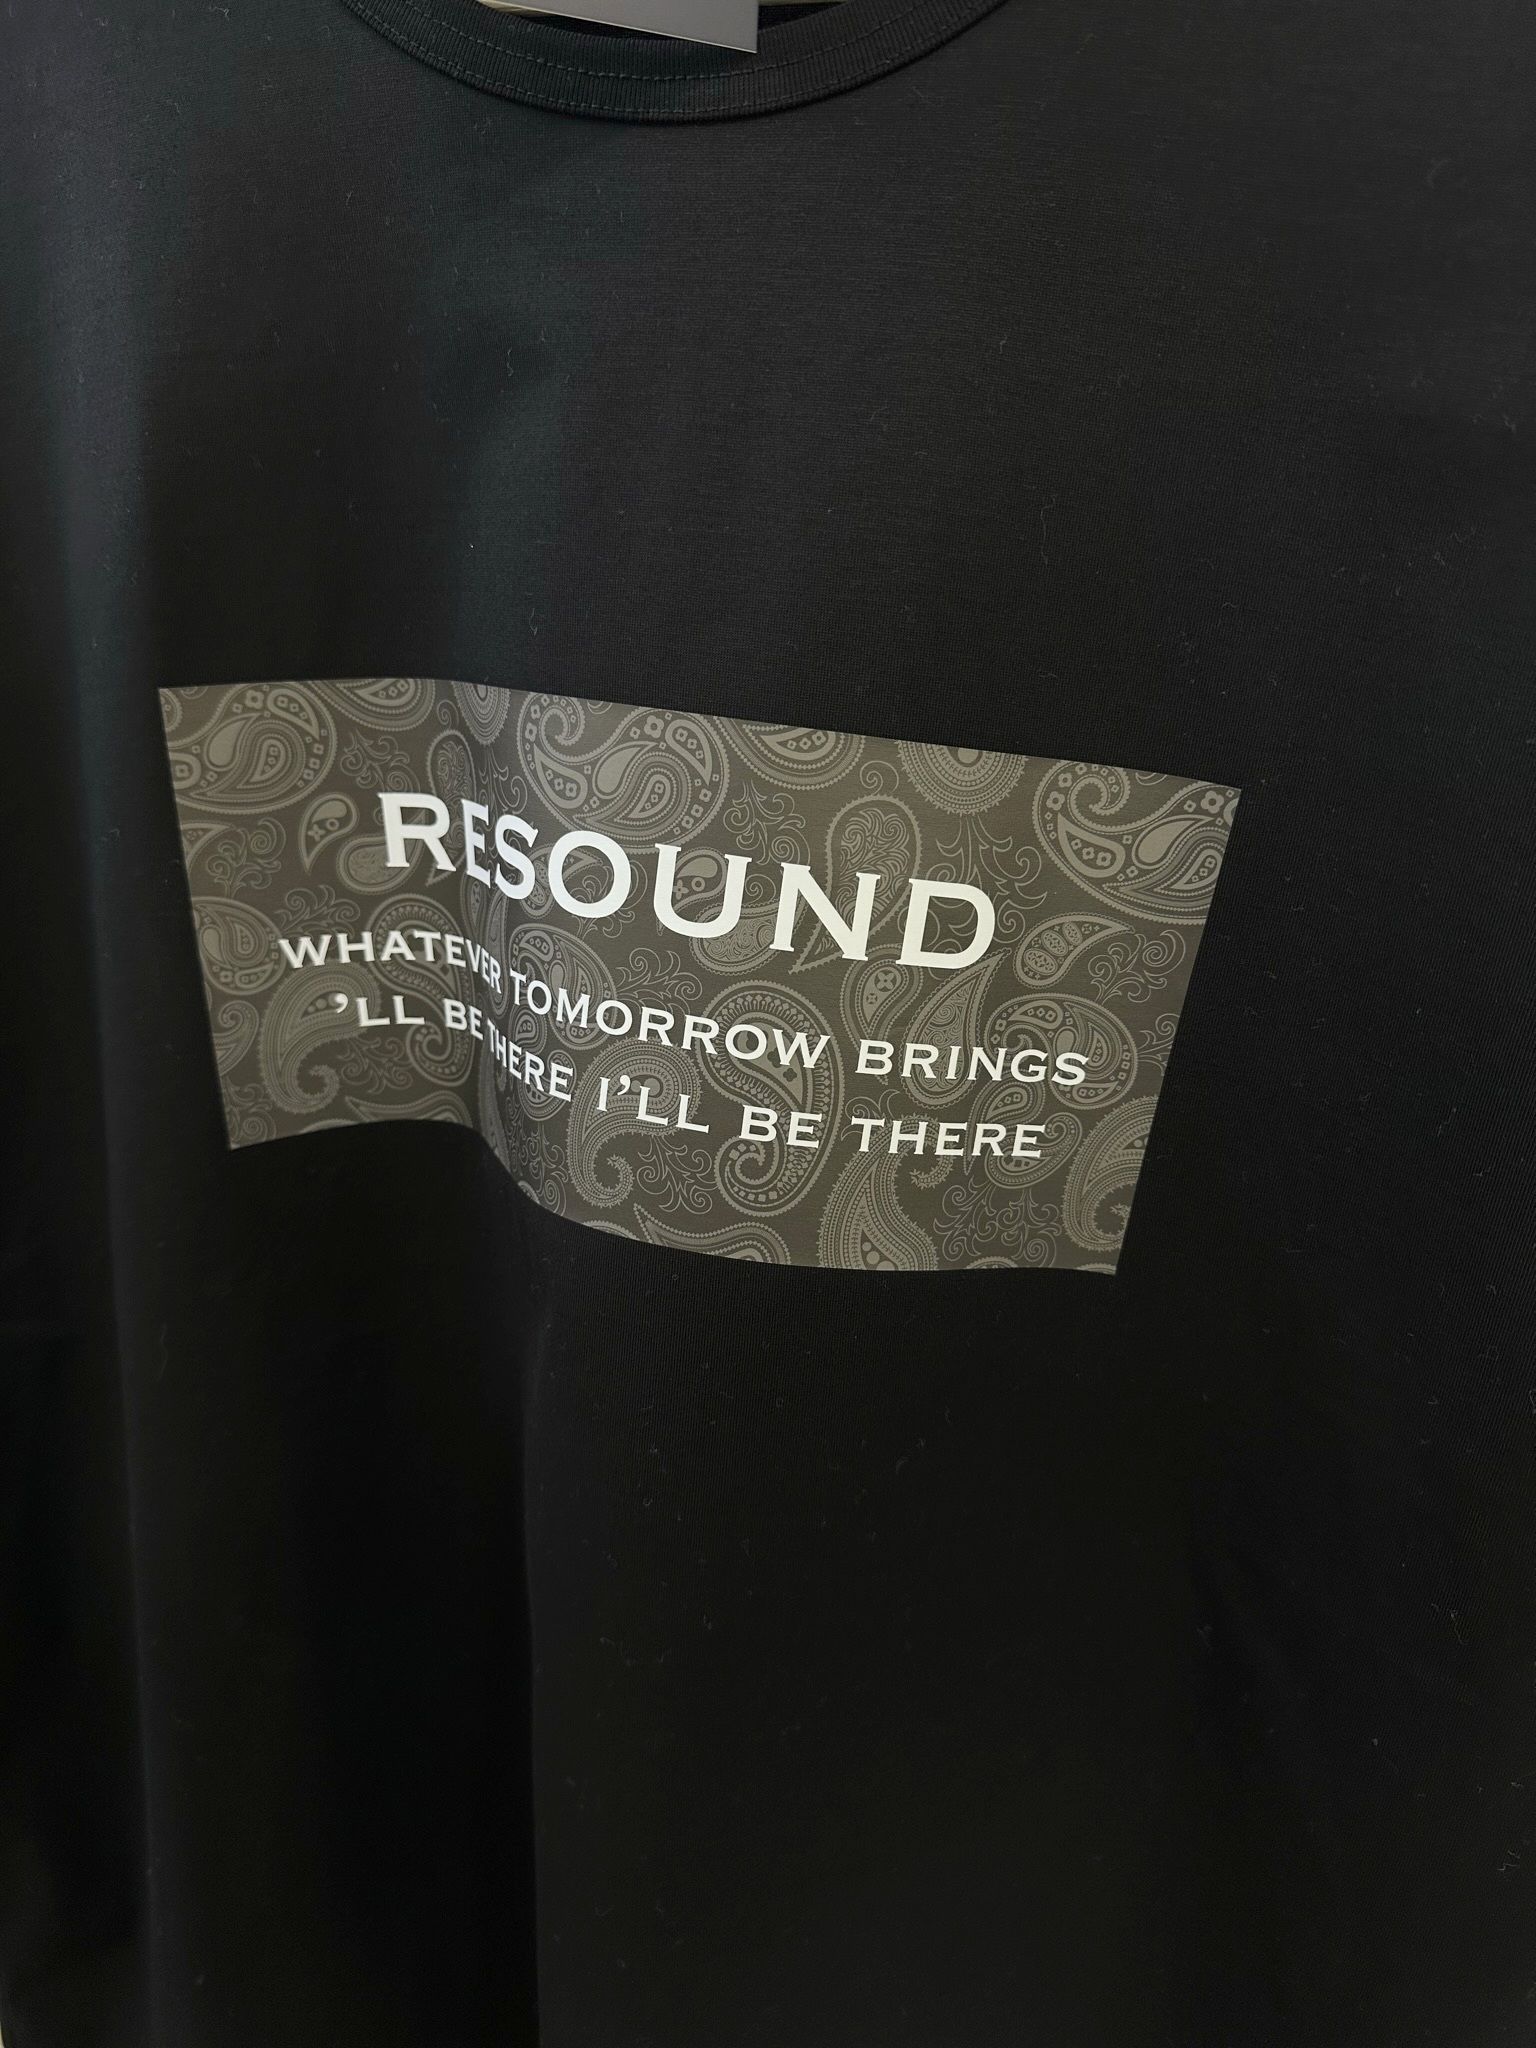 RESOUND
WHATEVER TOMORROW BRINGS
'LL BE THERE I'LL BE THERE